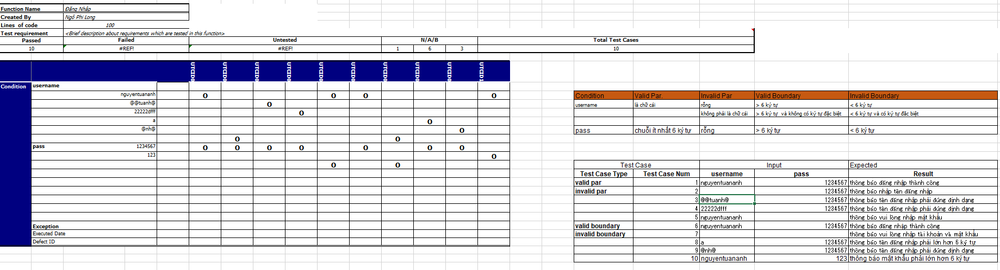 Function Name Đăng Nhập
Created By Ngô Phi Long
Lines of code 100
Test requirement <Brief description about requirements which are tested in this function>
Passed Failed Untested N/A/B Total Test Cases
10 #REF! #REF! 1 6 3 10
UTCID0 UTCID0 UTCID0 UTCID0 UTCID0 UTCID0 UTCID0 UTCID0 UTCID0 UTCID1
Condition username
nguyentuananh O O O O
@@tuanh@ O
22222dfff O
a O
@nh@ O
O O
pass 1234567 O O O O O O O
123 O
O O
Exception
Executed Date
Defect ID
Condition Valid Par. Invalid Par Valid Boundary Invalid Boundary
username là chữ cái rỗng > 6 ký tự < 6 ký tự
không phải là chữ cái > 6 ký tự và không có ký tự đặc biệt < 6 ký tự và có ký tự đặc biệt
pass chuỗi ít nhất 6 ký tự rỗng > 6 ký tự < 6 ký tự
Test Case Input Expected
Test Case Type Test Case Num username pass Result
valid par 1 nguyentuananh 1234567 thông báo đăng nhập thành công
invalid par 2 1234567 thông báo nhập tên đăng nhập
3 @@tuanh@ 1234567 thông báo tên đăng nhập phải đúng định dạng
4 22222dfff 1234567 thông báo tên đăng nhập phải đúng định dạng
5 nguyentuananh thông báo vui lòng nhập mật khẩu
valid boundary 6 nguyentuananh 1234567 thông báo đăng nhập thành công
invalid boundary 7 thông báo vui lòng nhập tài khoản và mật khẩu
8 a 1234567 thông báo tên đăng nhập phải lớn hơn 6 ký tự
9 @nh@ 1234567 thông báo tên đăng nhập phải đúng định dạng
10 nguyentuananh 123 thông báo mật khẩu phải lớn hơn 6 ký tự